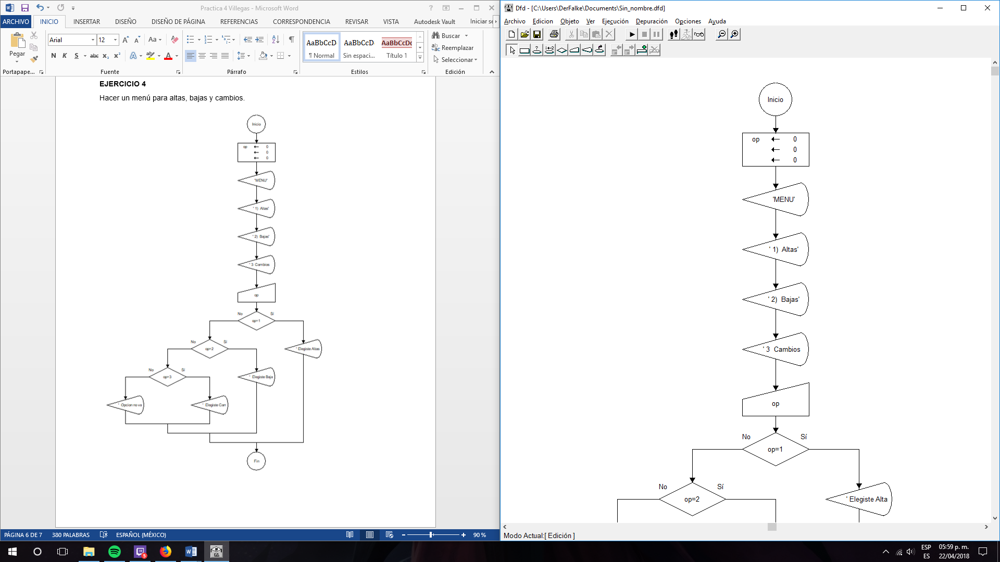 Practica 4 Villegas - Microsoft Word
ARCHIVO INICIO INSERTAR DISEÑO DISEÑO DE PÁGINA REFERENCIAS CORRESPONDENCIA REVISAR VISTA Autodesk Vault Iniciar se
Pegar
Arial 12
Aa
N K S abc x₂ x² A ab A
AaBbCcD AaBbCcD AaBbCcDc
¶ Normal Sin espaci... Título 1
Buscar
Reemplazar
Seleccionar
Portapape... Fuente Párrafo Estilos Edición
EJERCICIO 4
Hacer un menú para altas, bajas y cambios.
Inicio
op ← 0
← 0
← 0
'MENU'
' 1) Altas'
' 2) Bajas'
' 3 Cambios
op
No Sí
op=1
No Sí
op=2
' Elegiste Altas
No Sí
op=3
' Elegiste Baja
' Opcion no va
' Elegiste Cam
Fin
PÁGINA 6 DE 7 380 PALABRAS ESPAÑOL (MÉXICO) 90 %
Dfd - [C:\Users\DerFalke\Documents\Sin_nombre.dfd]
Archivo Edicion Objeto Ver Ejecución Depuración Opciones Ayuda
Inicio
op ← 0
← 0
← 0
'MENU'
' 1) Altas'
' 2) Bajas'
' 3 Cambios
op
No Sí
op=1
No Sí
op=2
' Elegiste Alta
Modo Actual:[ Edición ]
5
ESP
ES
05:59 p. m.
22/04/2018